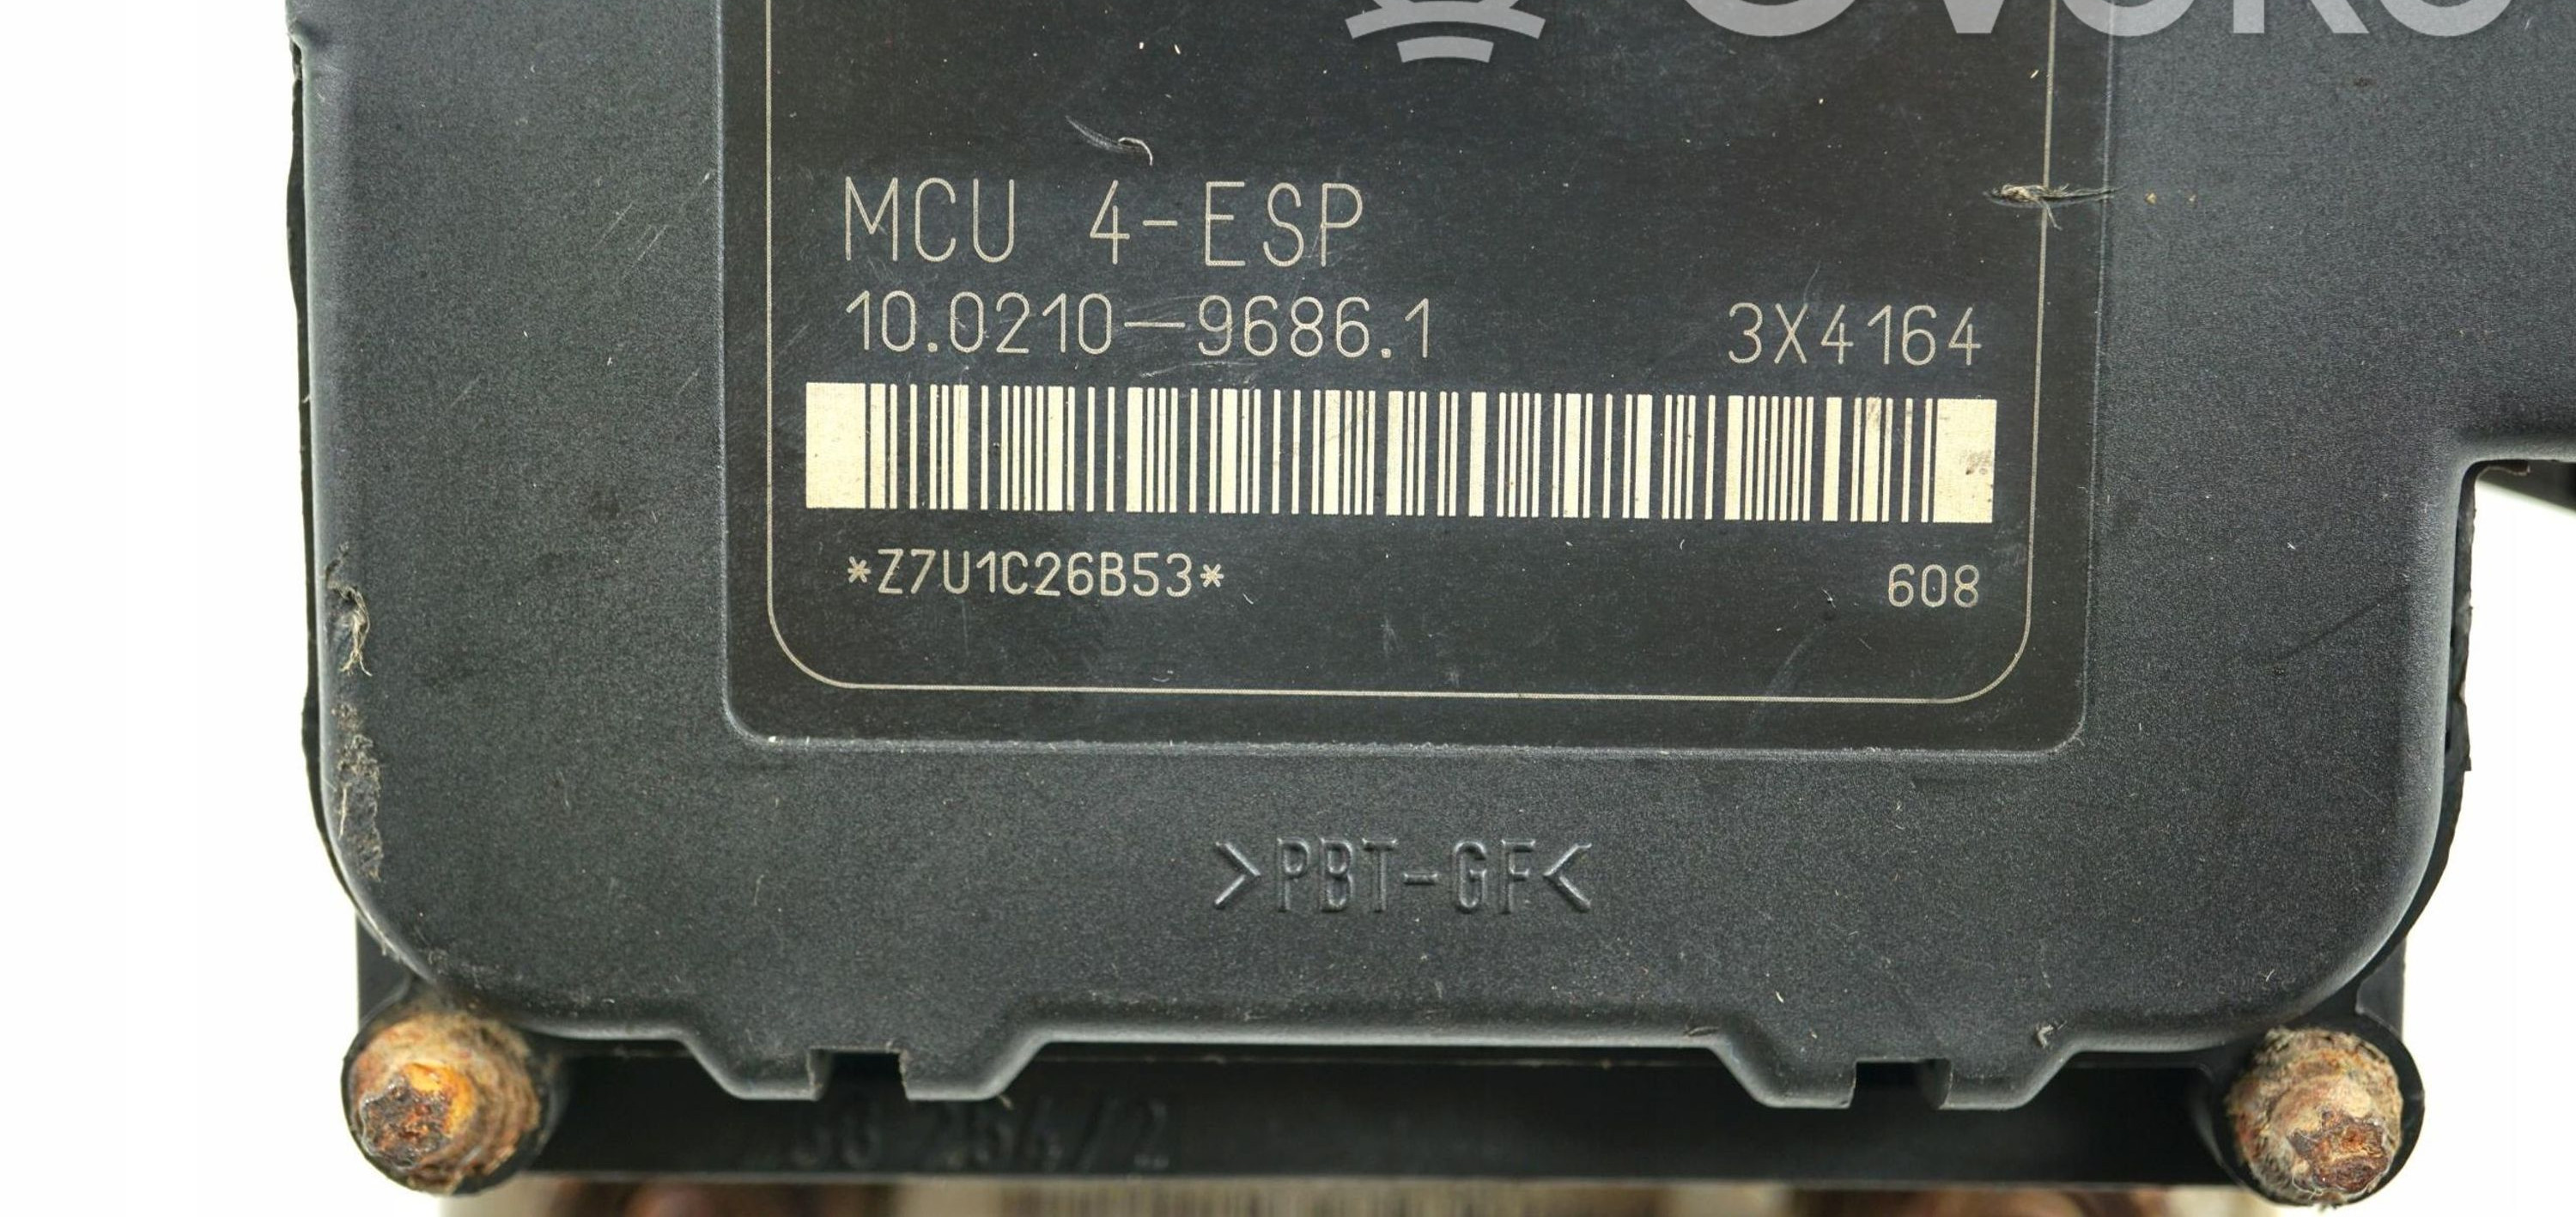 MCU 4-ESP
10.0210-9686.1 3X4164
*Z7U1C26B53* 608
>PBT-GF<